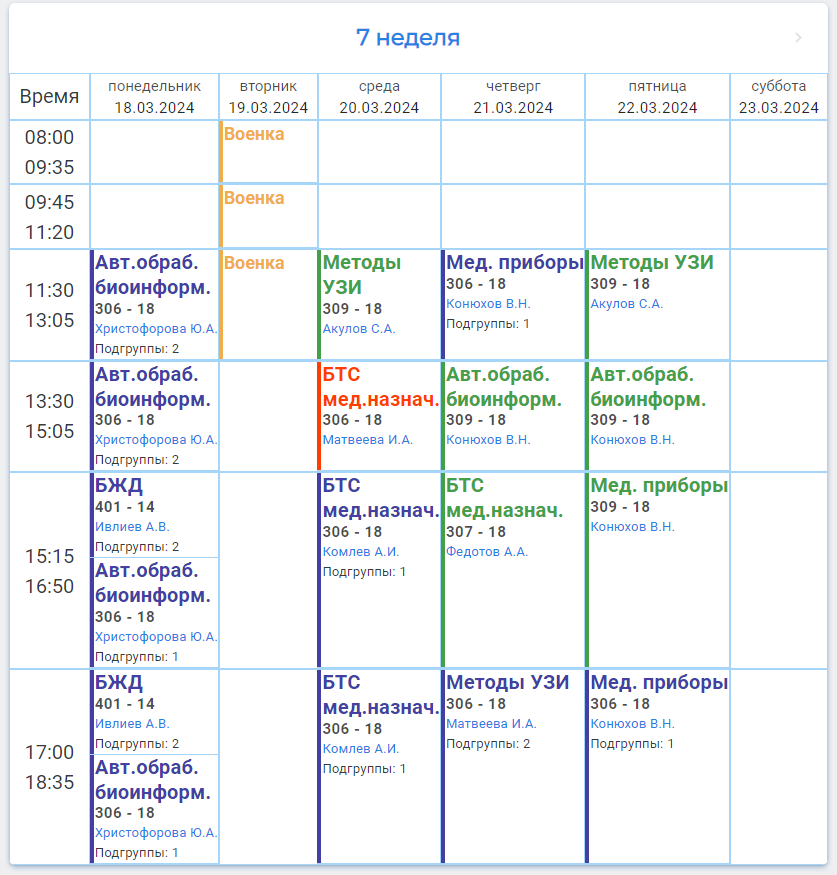 7 неделя
Время
понедельник
18.03.2024
вторник
19.03.2024
среда
20.03.2024
четверг
21.03.2024
пятница
22.03.2024
суббота
23.03.2024
08:00
09:35
Военка
09:45
11:20
Военка
11:30
13:05
Авт.обраб.
биоинформ.
306 - 18
Христофорова Ю.А.
Подгруппы: 2
Военка
Методы
УЗИ
309 - 18
Акулов С.А.
Мед. приборы
306 - 18
Конюхов В.Н.
Подгруппы: 1
Методы УЗИ
309 - 18
Акулов С.А.
13:30
15:05
Авт.обраб.
биоинформ.
306 - 18
Христофорова Ю.А.
Подгруппы: 2
БТС
мед.назнач.
306 - 18
Матвеева И.А.
Авт.обраб.
биоинформ.
309 - 18
Конюхов В.Н.
Авт.обраб.
биоинформ.
309 - 18
Конюхов В.Н.
15:15
16:50
БЖД
401 - 14
Ивлиев А.В.
Подгруппы: 2
Авт.обраб.
биоинформ.
306 - 18
Христофорова Ю.А.
Подгруппы: 1
БТС
мед.назнач.
306 - 18
Комлев А.И.
Подгруппы: 1
БТС
мед.назнач.
307 - 18
Федотов А.А.
Мед. приборы
309 - 18
Конюхов В.Н.
17:00
18:35
БЖД
401 - 14
Ивлиев А.В.
Подгруппы: 2
Авт.обраб.
биоинформ.
306 - 18
Христофорова Ю.А.
Подгруппы: 1
БТС
мед.назнач.
306 - 18
Комлев А.И.
Подгруппы: 1
Методы УЗИ
306 - 18
Матвеева И.А.
Подгруппы: 2
Мед. приборы
306 - 18
Конюхов В.Н.
Подгруппы: 1